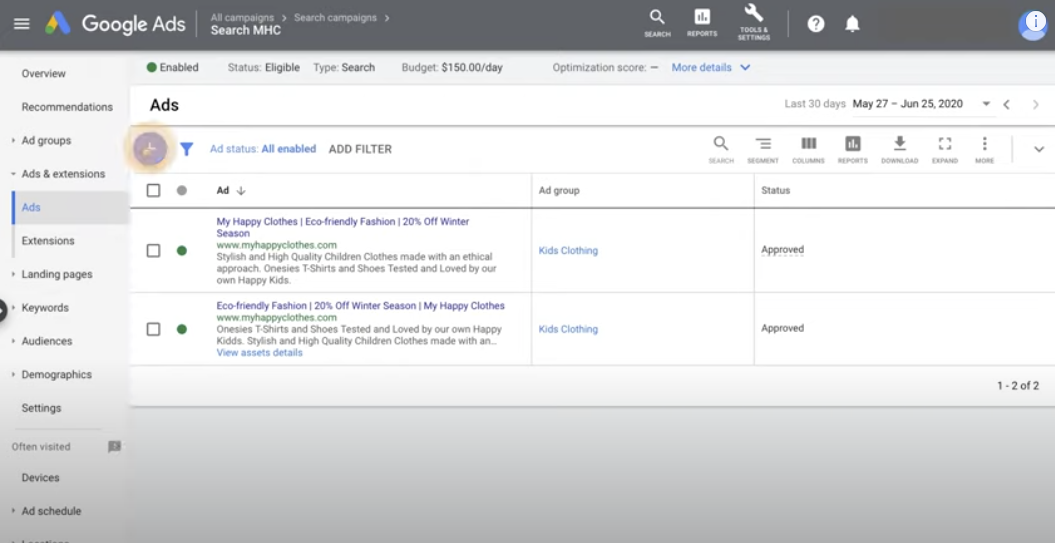 Google Ads
All campaigns > Search campaigns >
Search MHC
SEARCH
REPORTS
TOOLS & SETTINGS
Overview
Recommendations
Ad groups
Ads & extensions
Ads
Extensions
Landing pages
Keywords
Audiences
Demographics
Settings
Often visited
Devices
Ad schedule
Locations
Enabled Status: Eligible Type: Search Budget: $150.00/day Optimization score: — More details
Ads
Last 30 days May 27 – Jun 25, 2020
Ad status: All enabled ADD FILTER
SEARCH SEGMENT COLUMNS REPORTS DOWNLOAD EXPAND MORE
Ad Ad group Status
My Happy Clothes | Eco-friendly Fashion | 20% Off Winter
Season
www.myhappyclothes.com
Stylish and High Quality Children Clothes made with an ethical
approach. Onesies T-Shirts and Shoes Tested and Loved by our
own Happy Kids.
Kids Clothing
Approved
Eco-friendly Fashion | 20% Off Winter Season | My Happy Clothes
www.myhappyclothes.com
Onesies T-Shirts and Shoes Tested and Loved by our own Happy
Kidds. Stylish and High Quality Children Clothes made with an...
View assets details
Kids Clothing
Approved
1 - 2 of 2